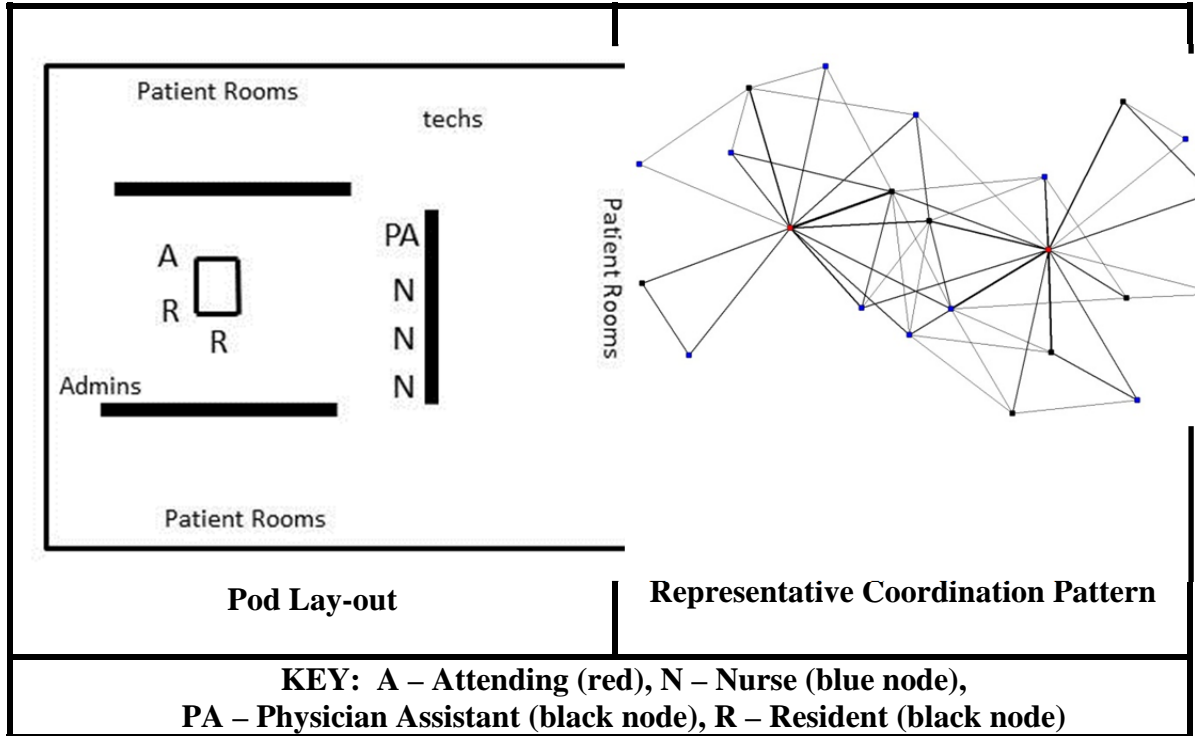 Patient Rooms
techs
PA
A
N
R
R
N
N
Admins
Patient Rooms
Patient Rooms
Pod Lay-out
Representative Coordination Pattern
KEY: A – Attending (red), N – Nurse (blue node),
PA – Physician Assistant (black node), R – Resident (black node)